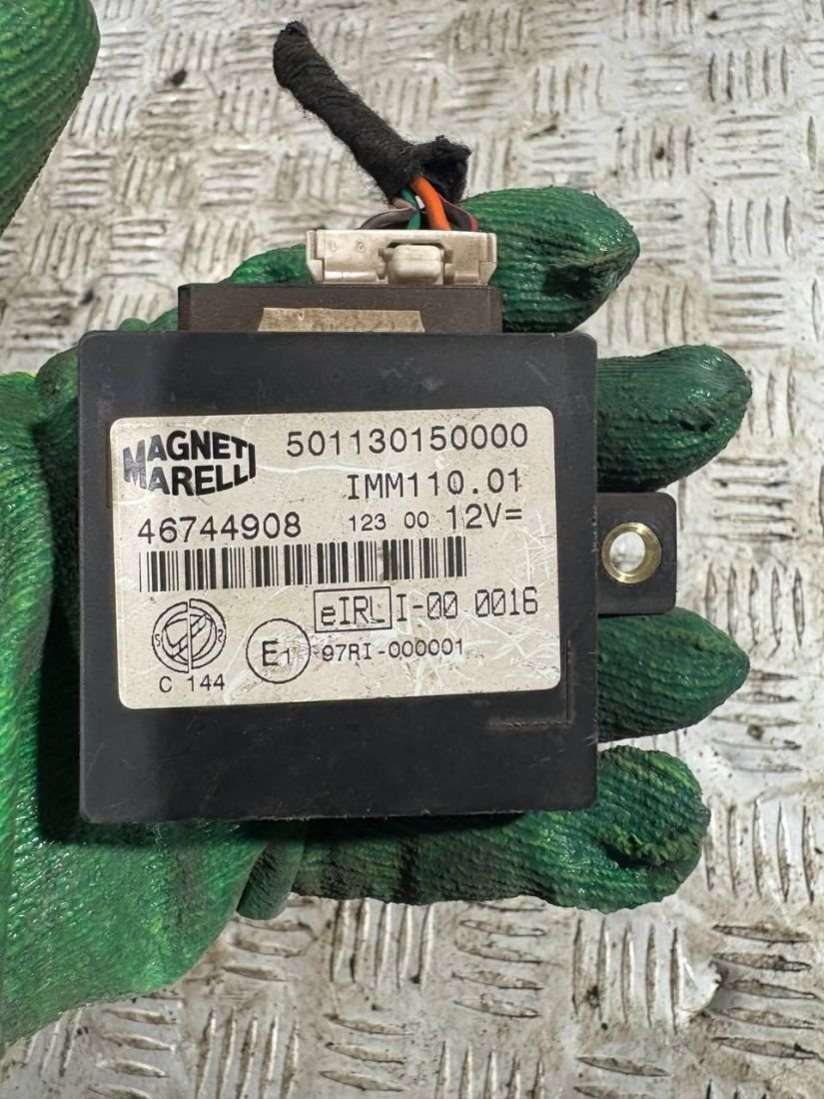 MAGNETI
MARELLI
501130150000
IMM110.01
46744908
123 00 12V=
eIRL I-00 0016
E1
97RI-000001
C 144